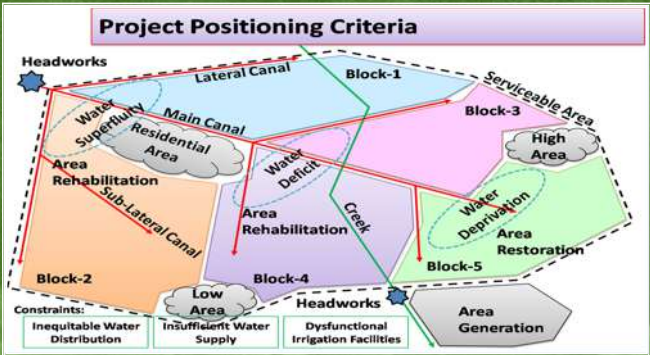 Project Positioning Criteria
Headworks
Lateral Canal
Block-1
Serviceable Area
Block-3
Water
Superfluity
Main Canal
Residential
Area
High
Area
Water
Deficit
Area
Rehabilitation
Sub-Lateral Canal
Area
Rehabilitation
Creek
Water
Deprivation
Area
Restoration
Block-2
Block-4
Block-5
Low
Area
Headworks
Area
Generation
Constraints:
Inequitable Water
Distribution
Insufficient Water
Supply
Dysfunctional
Irrigation Facilities